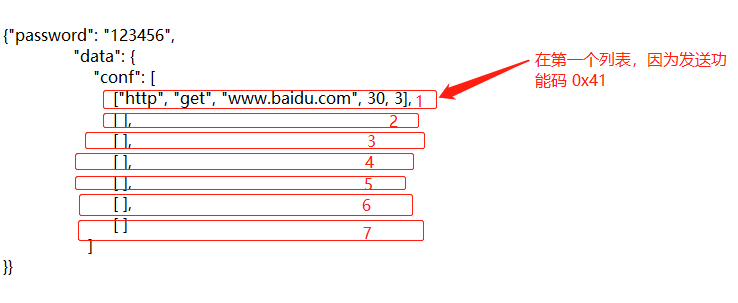 {"password": "123456",
"data": {
"conf": [
["http", "get", "www.baidu.com", 30, 3], 1
[ ], 2
[ ], 3
[ ], 4
[ ], 5
[ ], 6
[ ] 7
]
}}
在第一个列表，因为发送功
能码 0x41